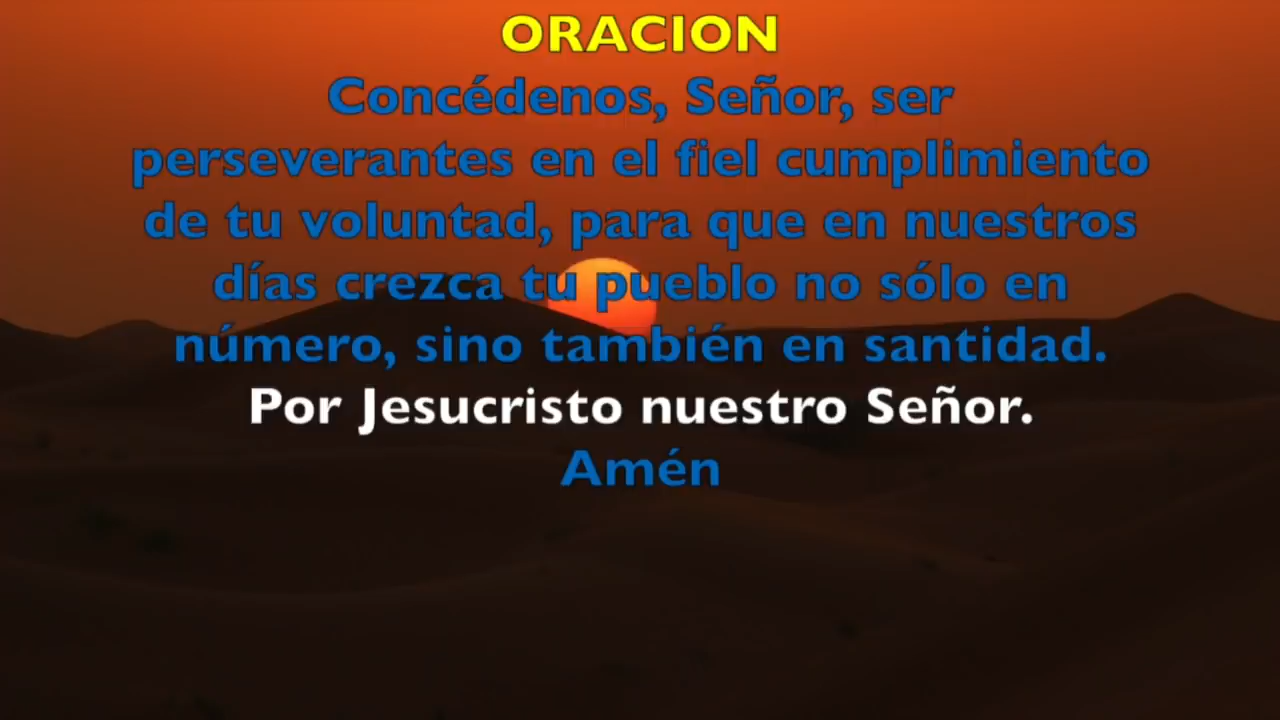 ORACION
Concédenos, Señor, ser
perseverantes en el fiel cumplimiento
de tu voluntad, para que en nuestros
días crezca tu pueblo no sólo en
número, sino también en santidad.
Por Jesucristo nuestro Señor.
Amén